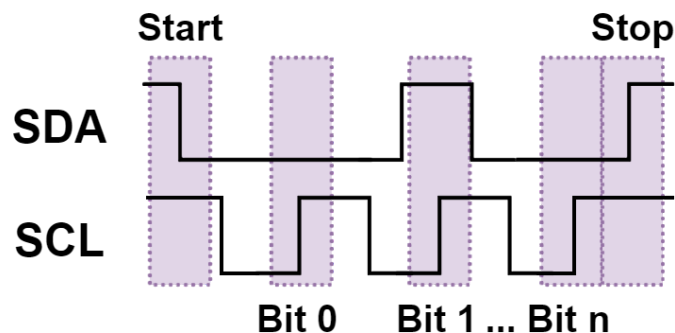 Start Stop
SDA
SCL
Bit 0 Bit 1 ... Bit n